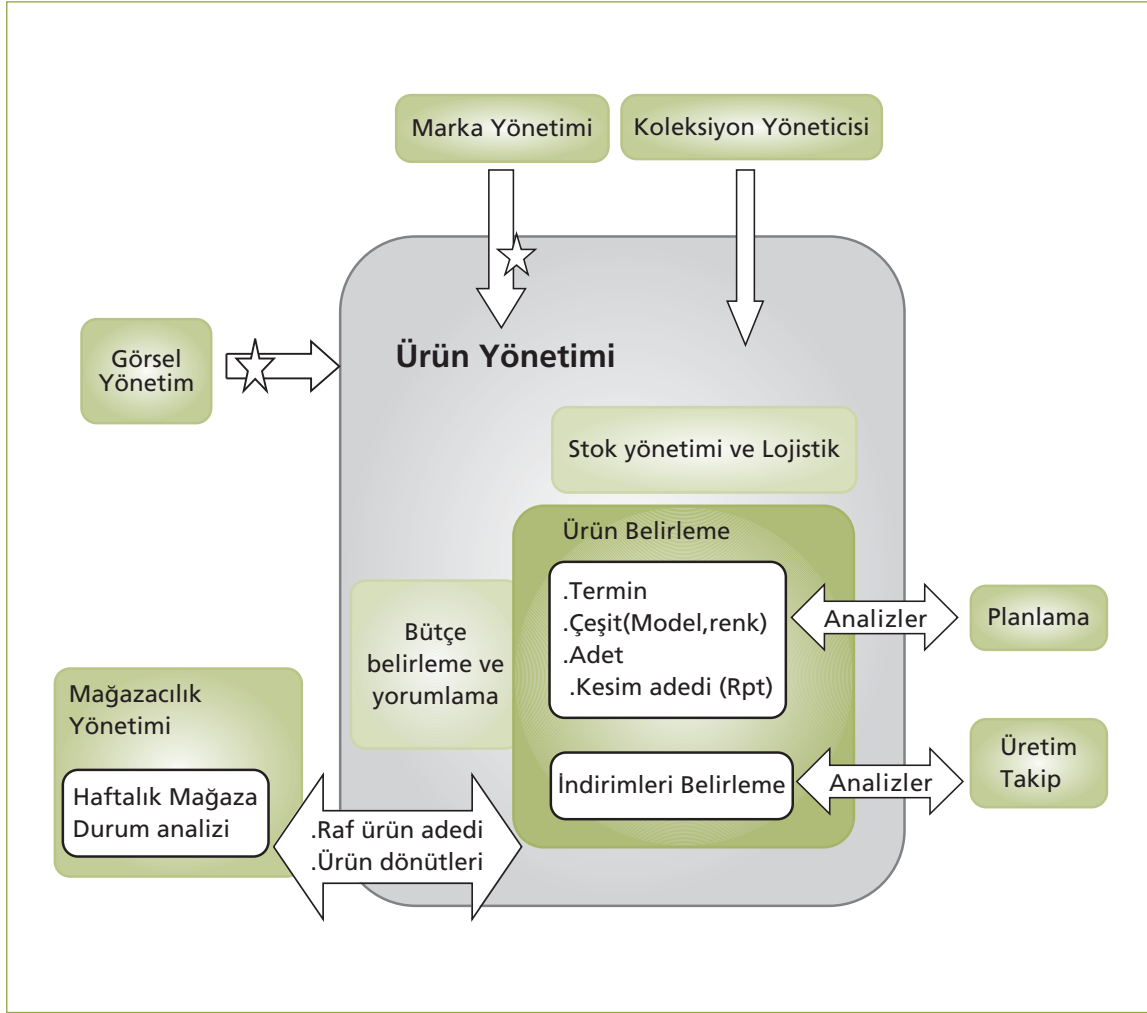 Marka Yönetimi
Koleksiyon Yöneticisi
Görsel
Yönetim
Ürün Yönetimi
Stok yönetimi ve Lojistik
Ürün Belirleme
.Termin
.Çeşit(Model,renk)
.Adet
.Kesim adedi (Rpt)
Analizler
Planlama
Bütçe
belirleme ve
yorumlama
Mağazacılık
Yönetimi
Haftalık Mağaza
Durum analizi
.Raf ürün adedi
.Ürün dönütleri
İndirimleri Belirleme
Analizler
Üretim
Takip